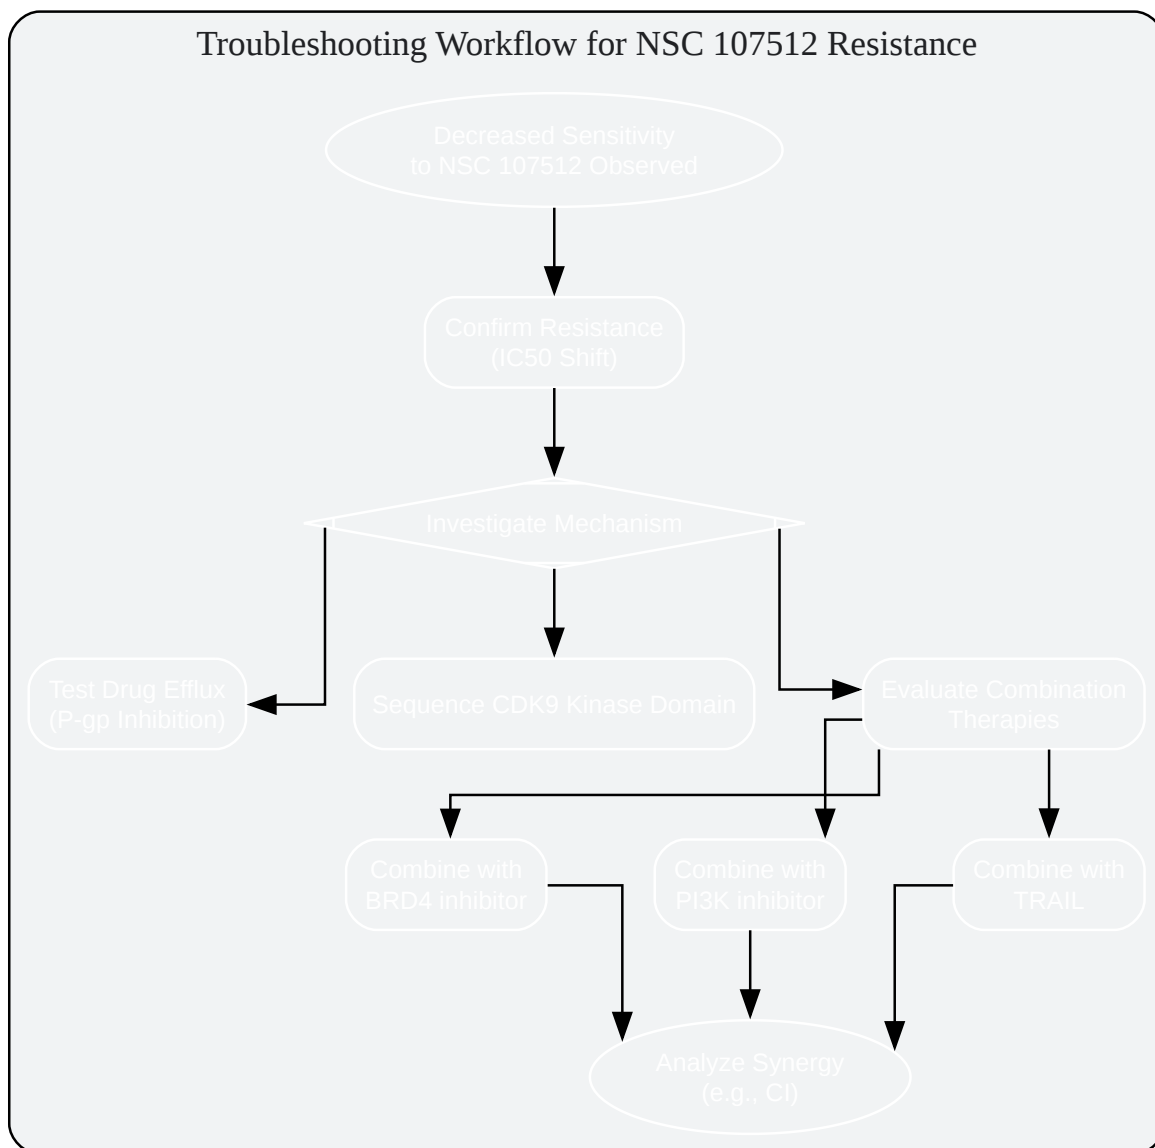 Troubleshooting Workflow for NSC 107512 Resistance
Decreased Sensitivity
to NSC 107512 Observed
Confirm Resistance
(IC50 Shift)
Investigate Mechanism
Test Drug Efflux
(P-gp Inhibition)
Sequence CDK9 Kinase Domain
Evaluate Combination
Therapies
Combine with
BRD4 inhibitor
Combine with
PI3K inhibitor
Combine with
TRAIL
Analyze Synergy
(e.g., CI)